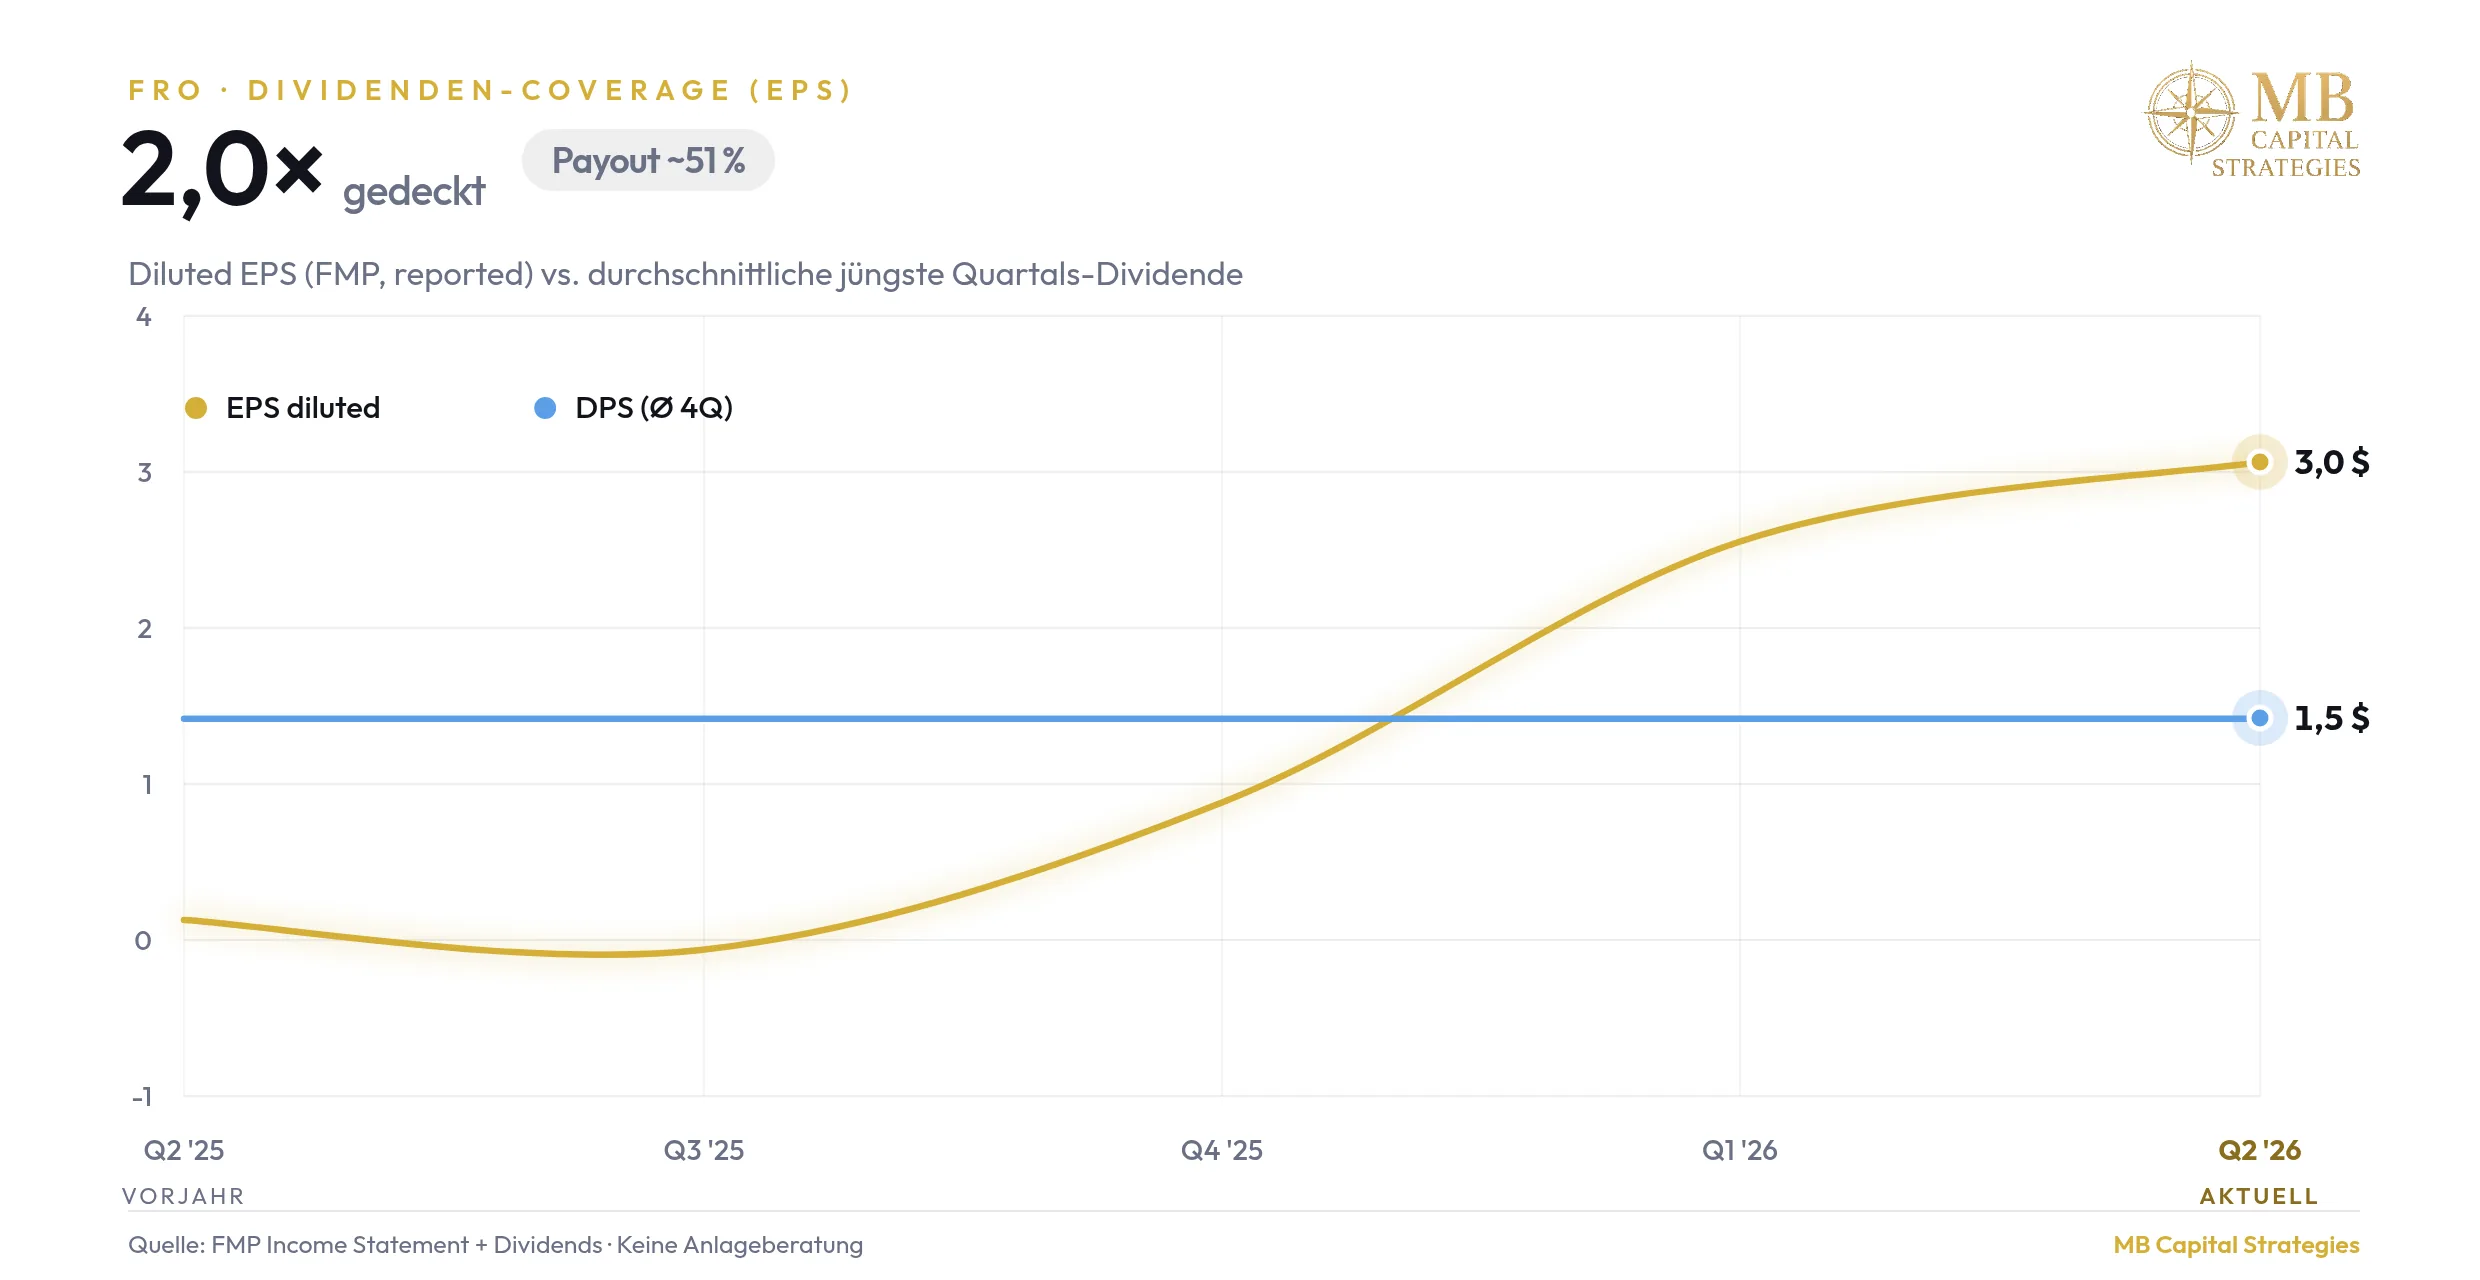 FRO · DIVIDENDEN-COVERAGE (EPS)
2,0× gedeckt
Payout ~51 %
MB
CAPITAL
STRATEGIES
Diluted EPS (FMP, reported) vs. durchschnittliche jüngste Quartals-Dividende
4
EPS diluted
DPS (Ø 4Q)
3,0 $
3
2
1,5 $
1
0
-1
Q2 '25
Q3 '25
Q4 '25
Q1 '26
Q2 '26
VORJAHR
AKTUELL
Quelle: FMP Income Statement + Dividends · Keine Anlageberatung
MB Capital Strategies